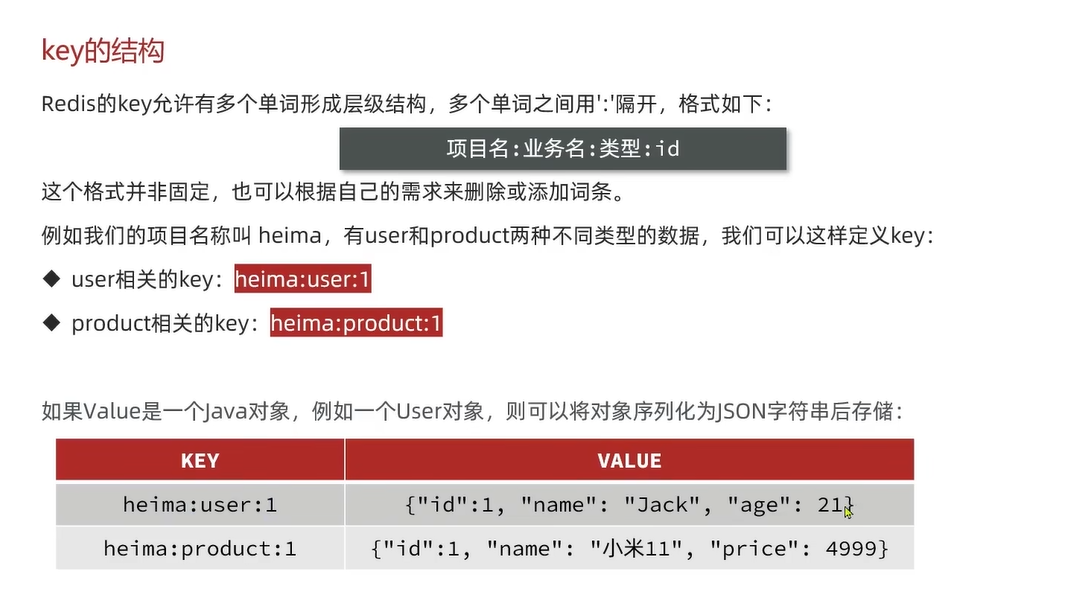 key的结构
Redis的key允许有多个单词形成层级结构，多个单词之间用':'隔开，格式如下：
项目名:业务名:类型:id
这个格式并非固定，也可以根据自己的需求来删除或添加词条。
例如我们的项目名称叫 heima，有user和product两种不同类型的数据，我们可以这样定义key：
◆ user相关的key：heima:user:1
◆ product相关的key：heima:product:1
如果Value是一个Java对象，例如一个User对象，则可以将对象序列化为JSON字符串后存储：
KEY VALUE
heima:user:1 {"id":1, "name": "Jack", "age": 21}
heima:product:1 {"id":1, "name": "小米11", "price": 4999}